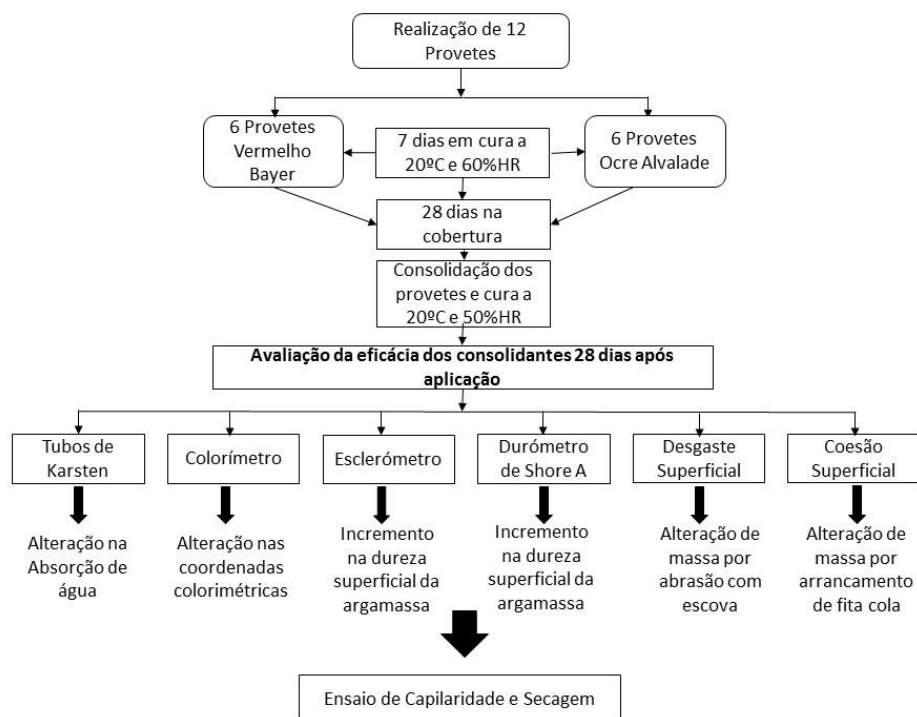 Realização de 12
Provetes
6 Provetes
Vermelho
Bayer
7 dias em cura a
20ºC e 60%HR
6 Provetes
Ocre Alvalade
28 dias na
cobertura
Consolidação dos
provetes e cura a
20ºC e 50%HR
Avaliação da eficácia dos consolidantes 28 dias após
aplicação
Tubos de
Karsten
Colorímetro
Esclerómetro
Durómetro
de Shore A
Desgaste
Superficial
Coesão
Superficial
Alteração na
Absorção de
água
Alteração nas
coordenadas
colorimétricas
Incremento
na dureza
superficial da
argamassa
Incremento
na dureza
superficial da
argamassa
Alteração de
massa por
abrasão com
escova
Alteração de
massa por
arrancamento
de fita cola
Ensaio de Capilaridade e Secagem